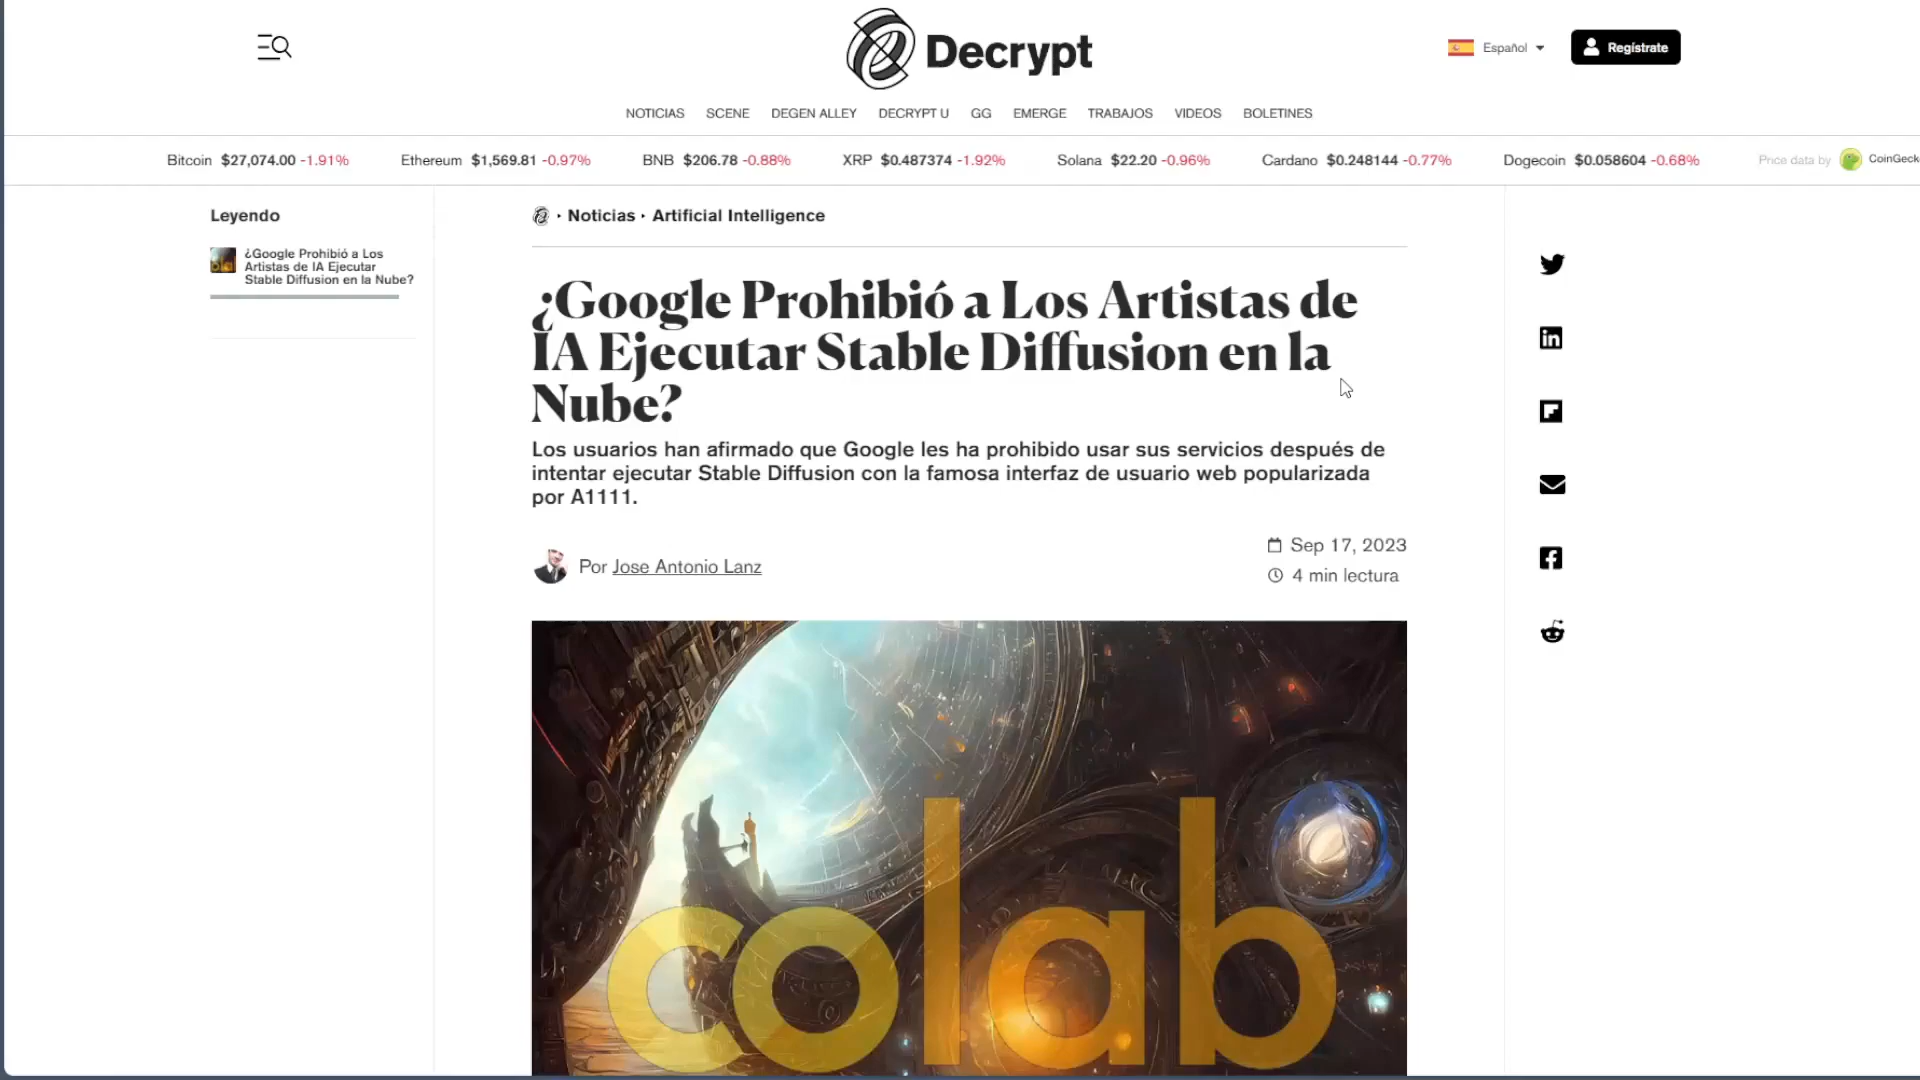 Decrypt
Español
Regístrate
NOTICIAS SCENE DEGEN ALLEY DECRYPT U GG EMERGE TRABAJOS VIDEOS BOLETINES
Bitcoin $27,074.00 -1.91% Ethereum $1,569.81 -0.97% BNB $206.78 -0.88% XRP $0.487374 -1.92% Solana $22.20 -0.96% Cardano $0.248144 -0.77% Dogecoin $0.058604 -0.68% Price data by CoinGeck
Leyendo
¿Google Prohibió a Los
Artistas de IA Ejecutar
Stable Diffusion en la Nube?
· Noticias · Artificial Intelligence
¿Google Prohibió a Los Artistas de
IA Ejecutar Stable Diffusion en la
Nube?
Los usuarios han afirmado que Google les ha prohibido usar sus servicios después de
intentar ejecutar Stable Diffusion con la famosa interfaz de usuario web popularizada
por A1111.
Por Jose Antonio Lanz
Sep 17, 2023
4 min lectura
colab